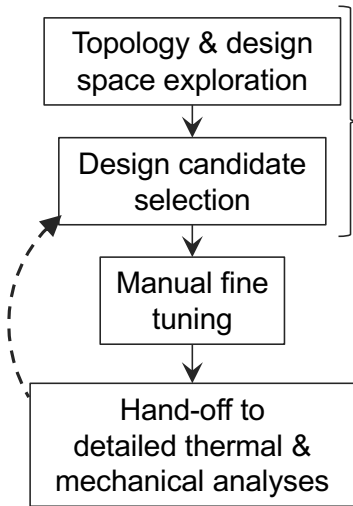 Topology & design
space exploration
Design candidate
selection
Manual fine
tuning
Hand-off to
detailed thermal &
mechanical analyses